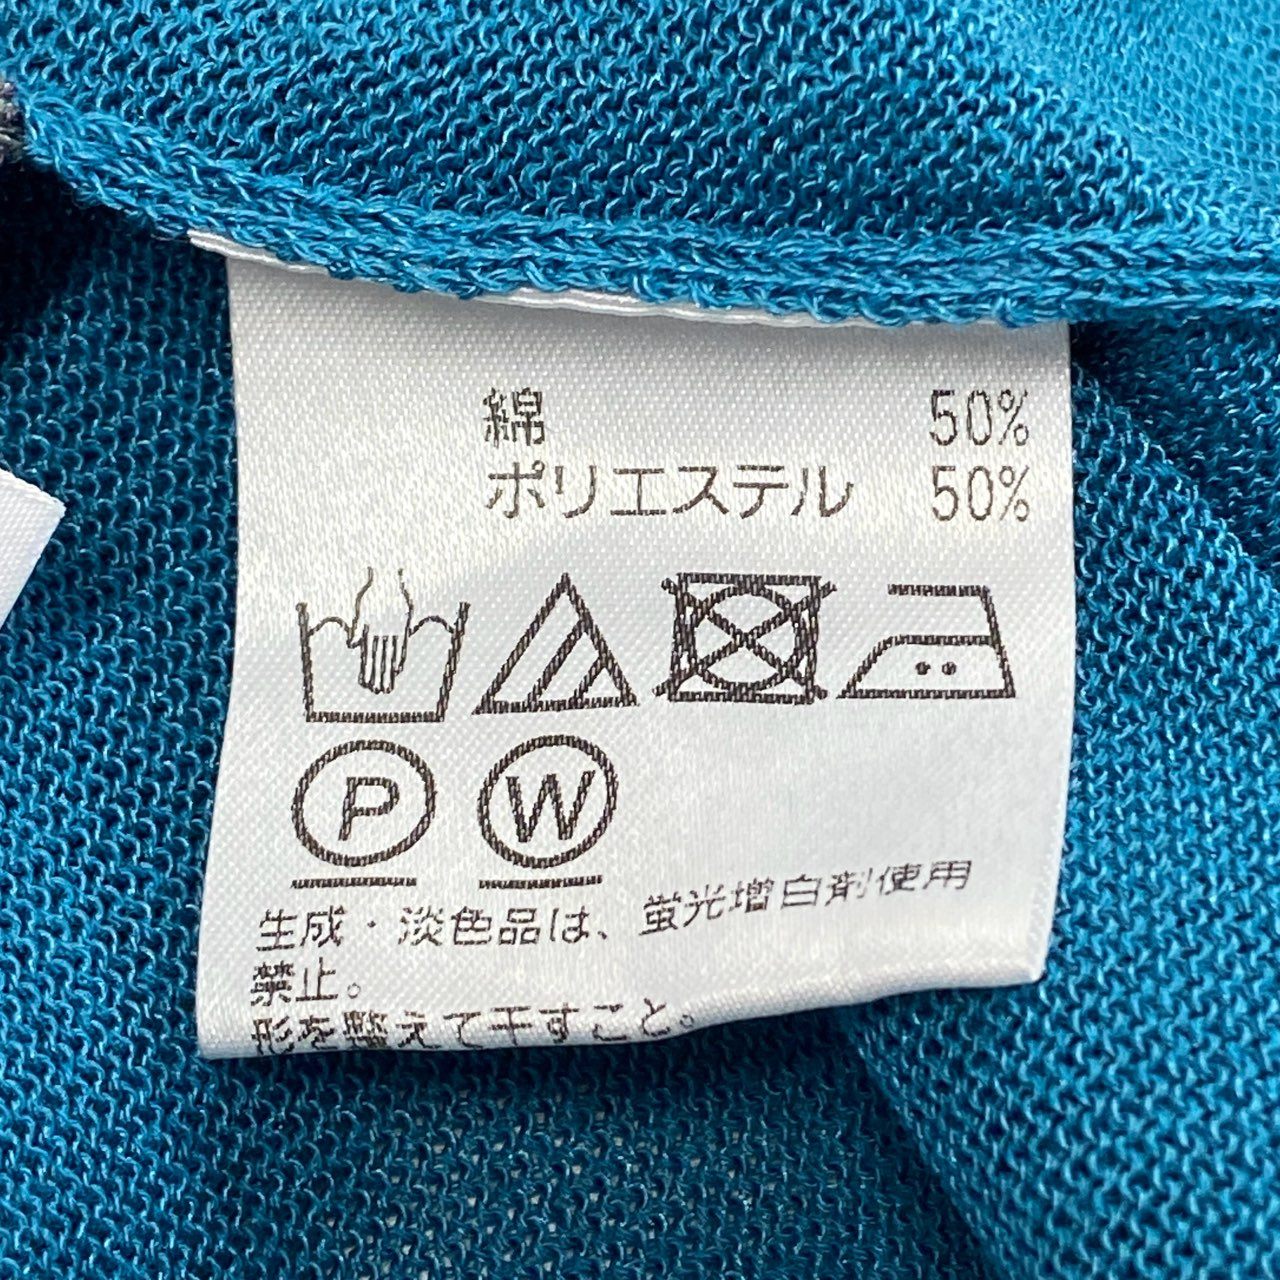 綿 50%
ポリエステル 50%
P W
生成・淡色品は、蛍光増白剤使用
禁止。
形を整えて干すこと。